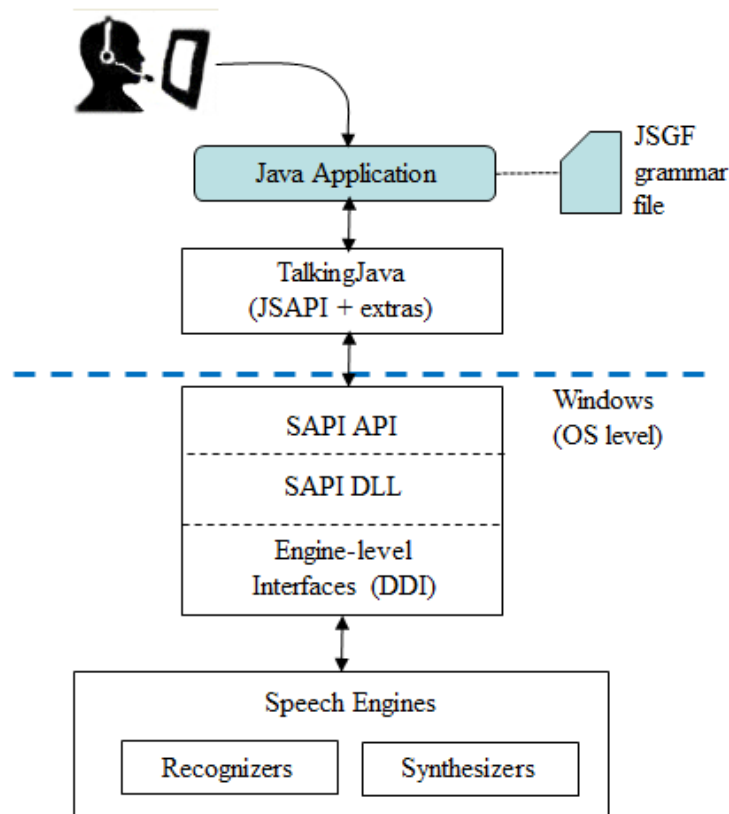 Java Application
JSGF
grammar
file
TalkingJava
(JSAPI + extras)
Windows
(OS level)
SAPI API
SAPI DLL
Engine-level
Interfaces (DDI)
Speech Engines
Recognizers
Synthesizers